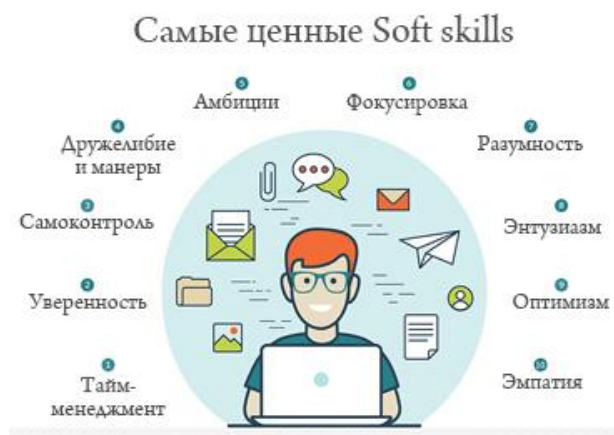 Самые ценные Soft skills
1
Тайм-
менеджмент
2
Уверенность
3
Самоконтроль
4
Дружелибие
и манеры
5
Амбиции
6
Фокусировка
7
Разумность
8
Энтузиазм
9
Оптимизм
10
Эмпатия